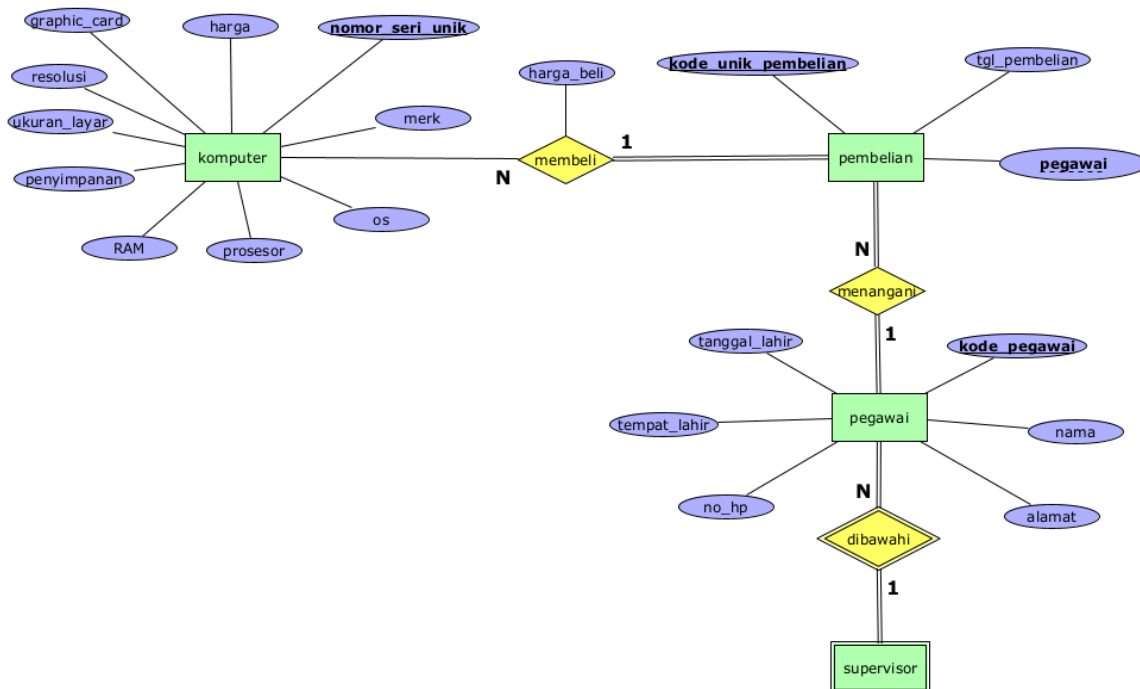 graphic_card
harga
nomor_seri_unik
resolusi
ukuran_layar
penyimpanan
RAM
prosesor
os
merk
komputer
harga_beli
membeli
N
1
kode_unik_pembelian
tgl_pembelian
pembelian
pegawai
N
menangani
1
tanggal_lahir
kode_pegawai
tempat_lahir
pegawai
nama
no_hp
alamat
N
dibawahi
1
supervisor